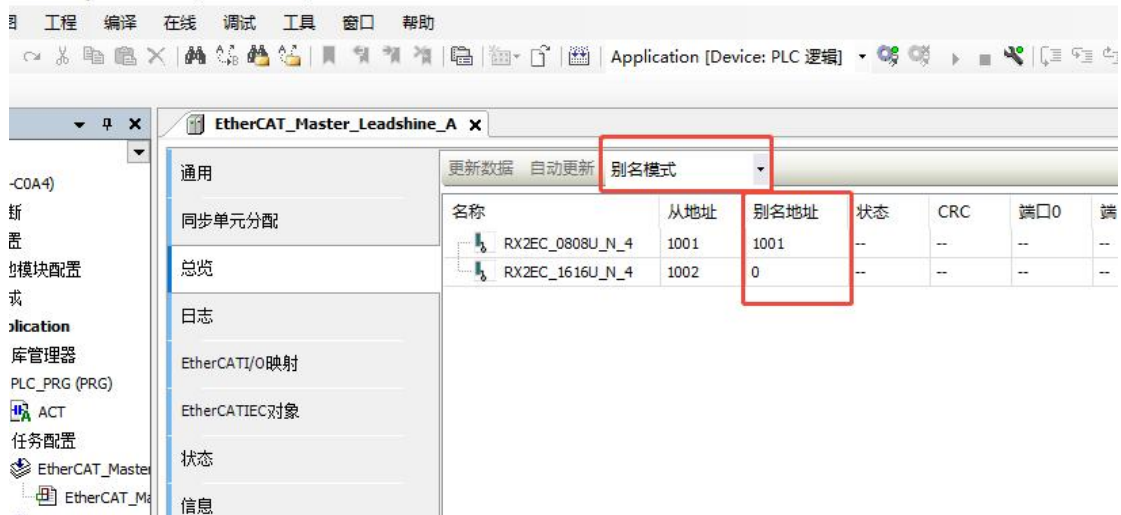 工程 编译 在线 调试 工具 窗口 帮助
Application [Device: PLC 逻辑]
EtherCAT_Master_Leadshine_A
-C0A4)
置
模块配置
plication
库管理器
PLC_PRG (PRG)
ACT
任务配置
EtherCAT_Master
EtherCAT_Ma
通用
同步单元分配
总览
日志
EtherCATI/O映射
EtherCATIEC对象
状态
信息
更新数据 自动更新 别名模式
名称 从地址 别名地址 状态 CRC 端口0 端
RX2EC_0808U_N_4 1001 1001 -- -- -- --
RX2EC_1616U_N_4 1002 0 -- -- -- --